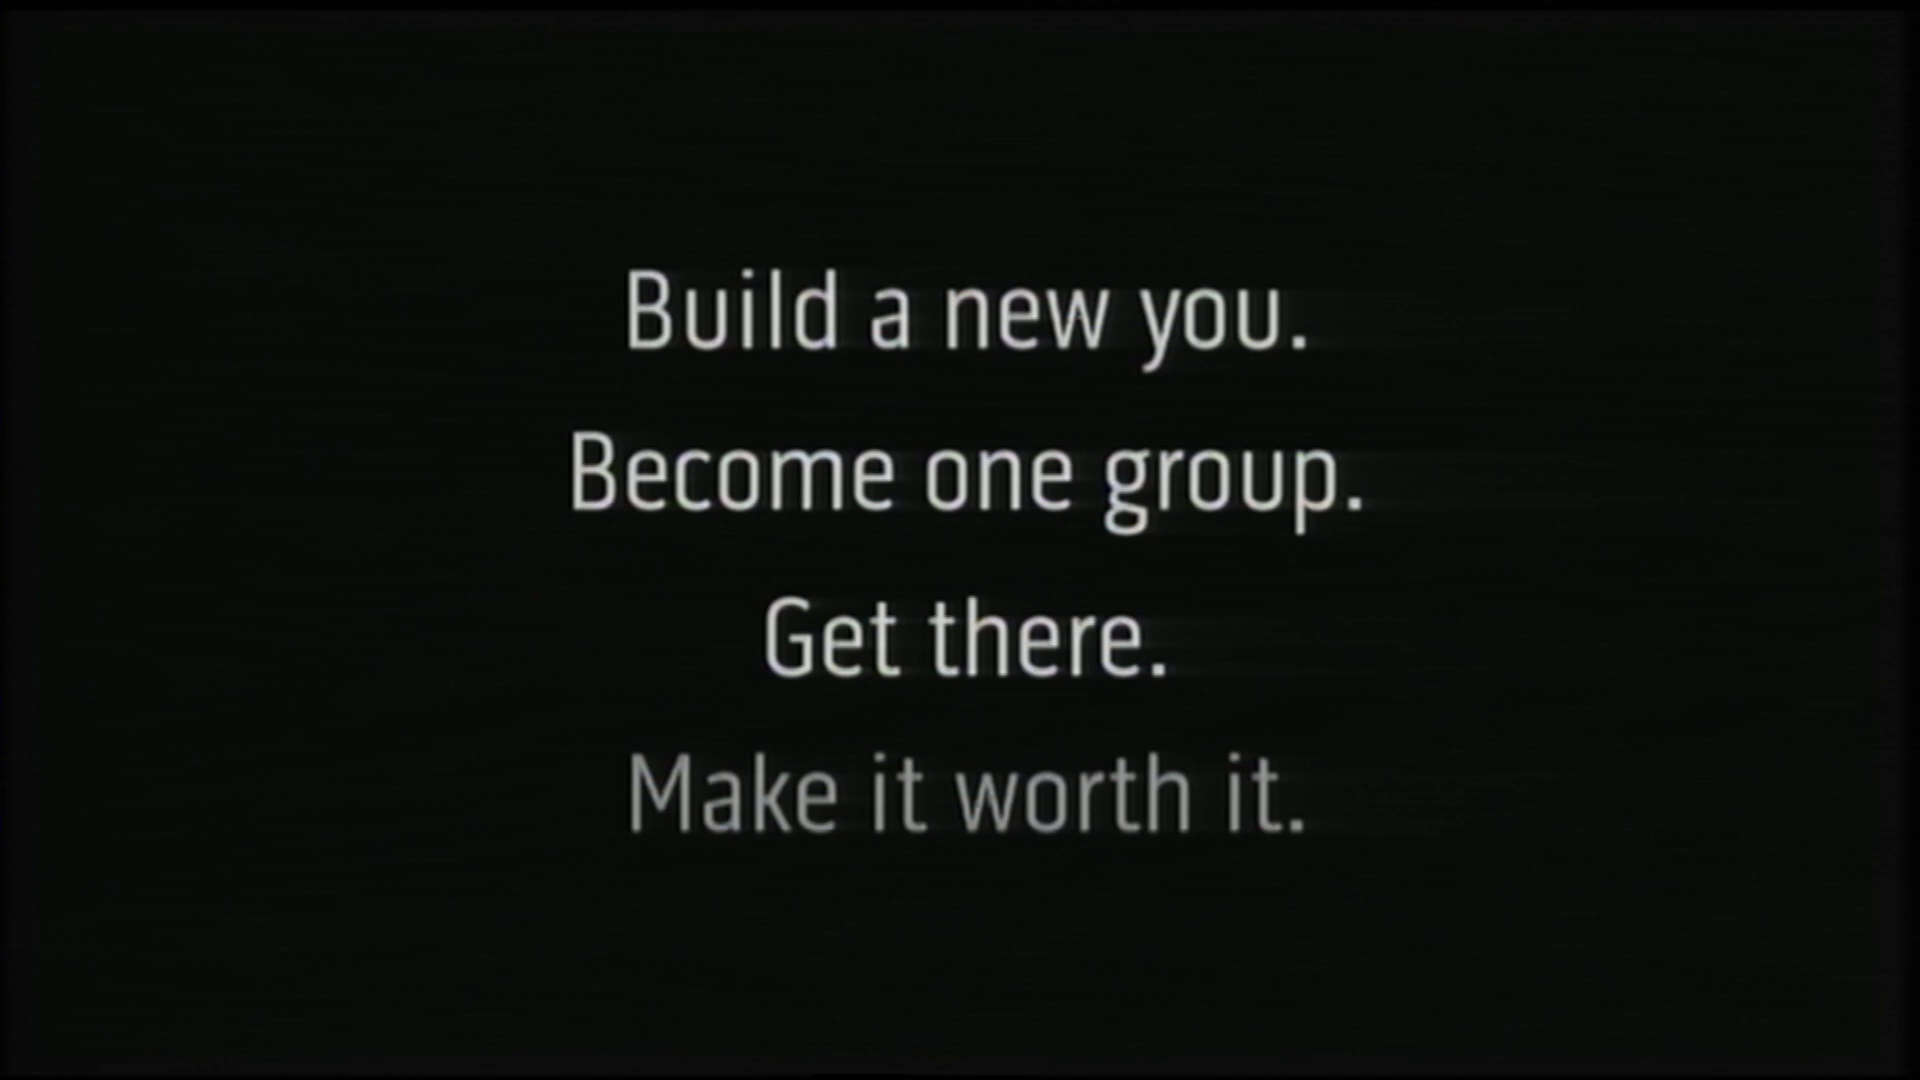 Build a new you.
Become one group.
Get there.
Make it worth it.